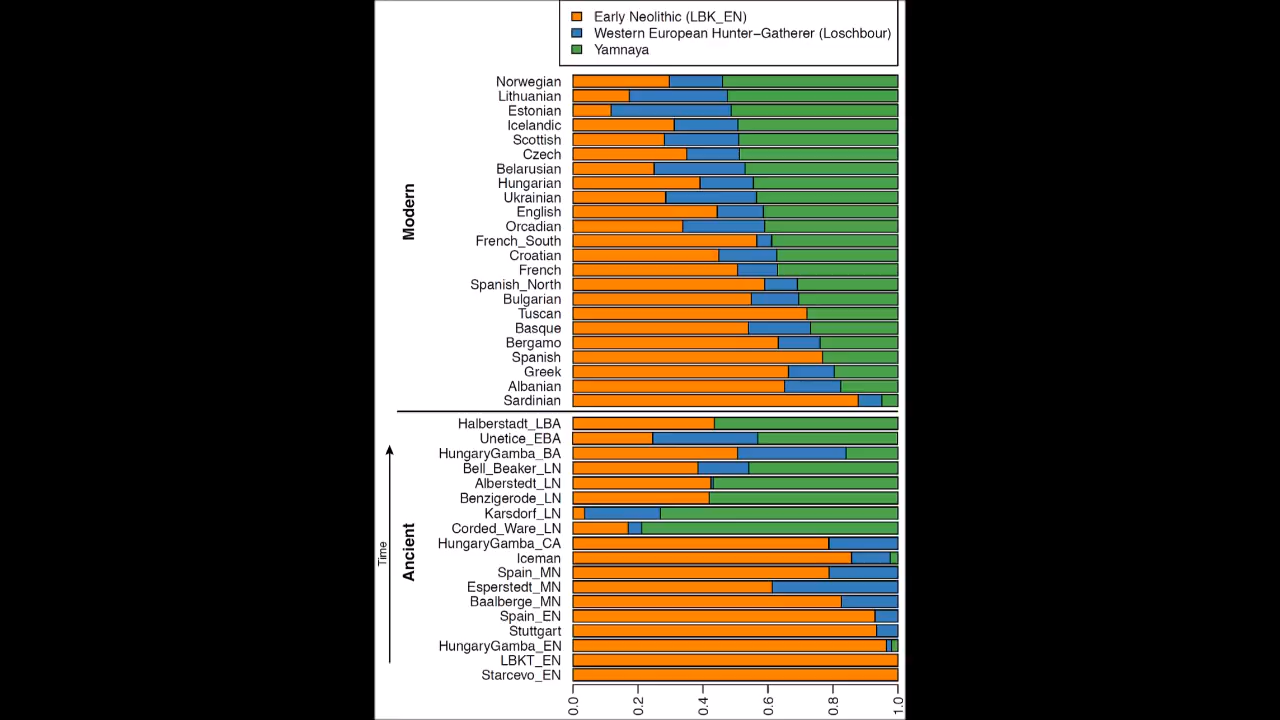 Early Neolithic (LBK_EN)
Western European Hunter−Gatherer (Loschbour)
Yamnaya
Modern
Norwegian
Lithuanian
Estonian
Icelandic
Scottish
Czech
Belarusian
Hungarian
Ukrainian
English
Orcadian
French_South
Croatian
French
Spanish_North
Bulgarian
Tuscan
Basque
Bergamo
Spanish
Greek
Albanian
Sardinian
Time
Ancient
Halberstadt_LBA
Unetice_EBA
HungaryGamba_BA
Bell_Beaker_LN
Alberstedt_LN
Benzigerode_LN
Karsdorf_LN
Corded_Ware_LN
HungaryGamba_CA
Iceman
Spain_MN
Esperstedt_MN
Baalberge_MN
Spain_EN
Stuttgart
HungaryGamba_EN
LBKT_EN
Starcevo_EN
0.0 0.2 0.4 0.6 0.8 1.0